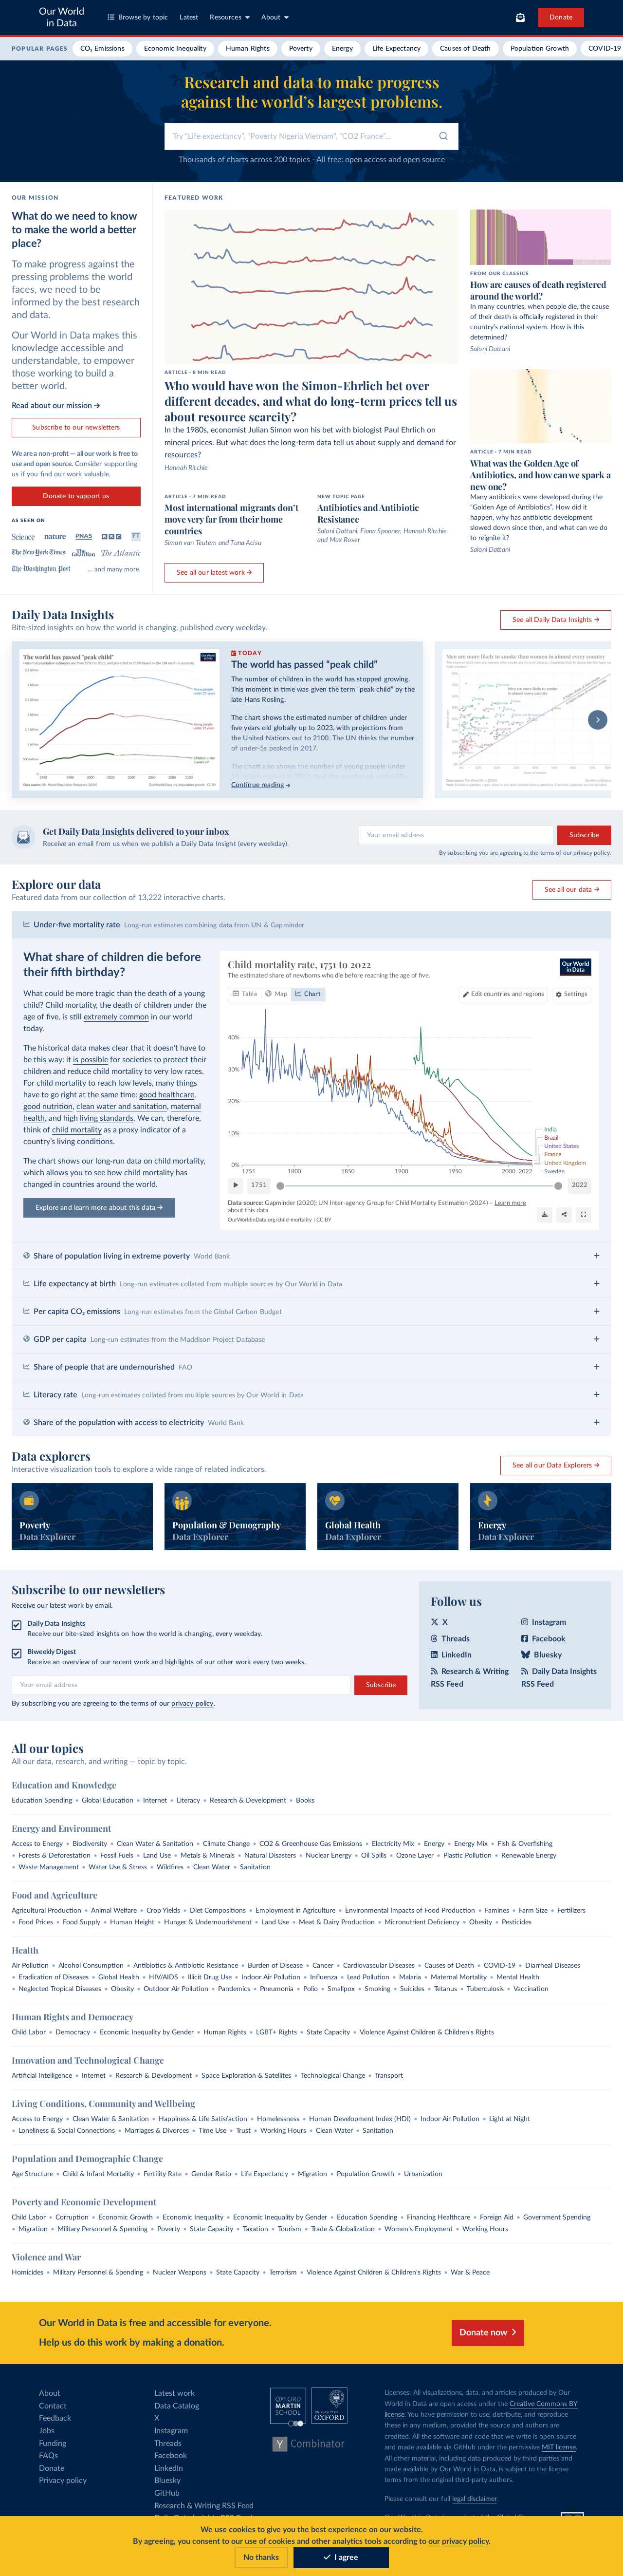 Our World
in Data
Browse by topic
Latest
Resources
About
Donate
POPULAR PAGES
CO₂ Emissions
Economic Inequality
Human Rights
Poverty
Energy
Life Expectancy
Causes of Death
Population Growth
COVID-19
Research and data to make progress
against the world’s largest problems.
Try "Life expectancy", "Poverty Nigeria Vietnam", "CO2 France"...
Thousands of charts across 200 topics - All free: open access and open source
OUR MISSION
What do we need to know
to make the world a better
place?
To make progress against the
pressing problems the world
faces, we need to be
informed by the best research
and data.
Our World in Data makes this
knowledge accessible and
understandable, to empower
those working to build a
better world.
Read about our mission →
Subscribe to our newsletters
We are a non-profit — all our work is free to
use and open source. Consider supporting
us if you find our work valuable.
Donate to support us
AS SEEN ON
Science
nature
PNAS
BBC
FT
The New York Times
The Guardian
The Atlantic
The Washington Post
... and many more.
FEATURED WORK
ARTICLE - 8 MIN READ
Who would have won the Simon-Ehrlich bet over
different decades, and what do long-term prices tell us
about resource scarcity?
In the 1980s, economist Julian Simon won his bet with biologist Paul Ehrlich on
mineral prices. But what does the long-term data tell us about supply and demand for
resources?
Hannah Ritchie
ARTICLE - 7 MIN READ
Most international migrants don’t
move very far from their home
countries
Simon van Teutem and Tuna Acisu
NEW TOPIC PAGE
Antibiotics and Antibiotic
Resistance
Saloni Dattani, Fiona Spooner, Hannah Ritchie
and Max Roser
See all our latest work →
FROM OUR CLASSICS
How are causes of death registered
around the world?
In many countries, when people die, the cause
of their death is officially registered in their
country’s national system. How is this
determined?
Saloni Dattani
ARTICLE - 7 MIN READ
What was the Golden Age of
Antibiotics, and how can we spark a
new one?
Many antibiotics were developed during the
“Golden Age of Antibiotics”. How did it
happen, why has antibiotic development
slowed down since then, and what can we do
to reignite it?
Saloni Dattani
Daily Data Insights
Bite-sized insights on how the world is changing, published every weekday.
See all Daily Data Insights →
The world has passed "peak child"
TODAY
The world has passed “peak child”
The number of children in the world has stopped growing.
This moment in time was given the term “peak child” by the
late Hans Rosling.
The chart shows the estimated number of children under
five years old globally up to 2023, with projections from
the United Nations out to 2100. The UN thinks the number
of under-5s peaked in 2017.
The chart also shows the number of young people under
Continue reading →
Men are more likely to smoke than women in almost every country
Get Daily Data Insights delivered to your inbox
Receive an email from us when we publish a Daily Data Insight (every weekday).
Your email address
Subscribe
By subscribing you are agreeing to the terms of our privacy policy.
Explore our data
Featured data from our collection of 13,222 interactive charts.
See all our data →
Under-five mortality rate Long-run estimates combining data from UN & Gapminder
What share of children die before
their fifth birthday?
What could be more tragic than the death of a young
child? Child mortality, the death of children under the
age of five, is still extremely common in our world
today.
The historical data makes clear that it doesn’t have to
be this way: it is possible for societies to protect their
children and reduce child mortality to very low rates.
For child mortality to reach low levels, many things
have to go right at the same time: good healthcare,
good nutrition, clean water and sanitation, maternal
health, and high living standards. We can, therefore,
think of child mortality as a proxy indicator of a
country’s living conditions.
The chart shows our long-run data on child mortality,
which allows you to see how child mortality has
changed in countries around the world.
Explore and learn more about this data →
Child mortality rate, 1751 to 2022
The estimated share of newborns who die before reaching the age of five.
Our World
in Data
Table
Map
Chart
Edit countries and regions
Settings
40%
30%
20%
10%
0%
1751
1800
1850
1900
1950
2000
2022
India
Brazil
United States
France
United Kingdom
Sweden
1751
2022
Data source: Gapminder (2020); UN Inter-agency Group for Child Mortality Estimation (2024) – Learn more
about this data
OurWorldinData.org/child-mortality | CC BY
Share of population living in extreme poverty World Bank
Life expectancy at birth Long-run estimates collated from multiple sources by Our World in Data
Per capita CO₂ emissions Long-run estimates from the Global Carbon Budget
GDP per capita Long-run estimates from the Maddison Project Database
Share of people that are undernourished FAO
Literacy rate Long-run estimates collated from multiple sources by Our World in Data
Share of the population with access to electricity World Bank
Data explorers
Interactive visualization tools to explore a wide range of related indicators.
See all our Data Explorers →
Poverty
Data Explorer
Population & Demography
Data Explorer
Global Health
Data Explorer
Energy
Data Explorer
Subscribe to our newsletters
Receive our latest work by email.
Daily Data Insights
Receive our bite-sized insights on how the world is changing, every weekday.
Biweekly Digest
Receive an overview of our recent work and highlights of our other work every two weeks.
Your email address
Subscribe
By subscribing you are agreeing to the terms of our privacy policy.
Follow us
X
Instagram
Threads
Facebook
LinkedIn
Bluesky
Research & Writing
RSS Feed
Daily Data Insights
RSS Feed
All our topics
All our data, research, and writing — topic by topic.
Education and Knowledge
Education Spending • Global Education • Internet • Literacy • Research & Development • Books
Energy and Environment
Access to Energy • Biodiversity • Clean Water & Sanitation • Climate Change • CO2 & Greenhouse Gas Emissions • Electricity Mix • Energy • Energy Mix • Fish & Overfishing
• Forests & Deforestation • Fossil Fuels • Land Use • Metals & Minerals • Natural Disasters • Nuclear Energy • Oil Spills • Ozone Layer • Plastic Pollution • Renewable Energy
• Waste Management • Water Use & Stress • Wildfires • Clean Water • Sanitation
Food and Agriculture
Agricultural Production • Animal Welfare • Crop Yields • Diet Compositions • Employment in Agriculture • Environmental Impacts of Food Production • Famines • Farm Size • Fertilizers
• Food Prices • Food Supply • Human Height • Hunger & Undernourishment • Land Use • Meat & Dairy Production • Micronutrient Deficiency • Obesity • Pesticides
Health
Air Pollution • Alcohol Consumption • Antibiotics & Antibiotic Resistance • Burden of Disease • Cancer • Cardiovascular Diseases • Causes of Death • COVID-19 • Diarrheal Diseases
• Eradication of Diseases • Global Health • HIV/AIDS • Illicit Drug Use • Indoor Air Pollution • Influenza • Lead Pollution • Malaria • Maternal Mortality • Mental Health
• Neglected Tropical Diseases • Obesity • Outdoor Air Pollution • Pandemics • Pneumonia • Polio • Smallpox • Smoking • Suicides • Tetanus • Tuberculosis • Vaccination
Human Rights and Democracy
Child Labor • Democracy • Economic Inequality by Gender • Human Rights • LGBT+ Rights • State Capacity • Violence Against Children & Children's Rights
Innovation and Technological Change
Artificial Intelligence • Internet • Research & Development • Space Exploration & Satellites • Technological Change • Transport
Living Conditions, Community and Wellbeing
Access to Energy • Clean Water & Sanitation • Happiness & Life Satisfaction • Homelessness • Human Development Index (HDI) • Indoor Air Pollution • Light at Night
• Loneliness & Social Connections • Marriages & Divorces • Time Use • Trust • Working Hours • Clean Water • Sanitation
Population and Demographic Change
Age Structure • Child & Infant Mortality • Fertility Rate • Gender Ratio • Life Expectancy • Migration • Population Growth • Urbanization
Poverty and Economic Development
Child Labor • Corruption • Economic Growth • Economic Inequality • Economic Inequality by Gender • Education Spending • Financing Healthcare • Foreign Aid • Government Spending
• Migration • Military Personnel & Spending • Poverty • State Capacity • Taxation • Tourism • Trade & Globalization • Women's Employment • Working Hours
Violence and War
Homicides • Military Personnel & Spending • Nuclear Weapons • State Capacity • Terrorism • Violence Against Children & Children's Rights • War & Peace
Our World in Data is free and accessible for everyone.
Help us do this work by making a donation.
Donate now
About
Contact
Feedback
Jobs
Funding
FAQs
Donate
Privacy policy
Latest work
Data Catalog
X
Instagram
Threads
Facebook
LinkedIn
Bluesky
GitHub
Research & Writing RSS Feed
OXFORD
MARTIN
SCHOOL
UNIVERSITY OF
OXFORD
Y Combinator
Licenses: All visualizations, data, and articles produced by Our
World in Data are open access under the Creative Commons BY
license. You have permission to use, distribute, and reproduce
these in any medium, provided the source and authors are
credited. All the software and code that we write is open source
and made available via GitHub under the permissive MIT license.
All other material, including data produced by third parties and
made available by Our World in Data, is subject to the license
terms from the original third-party authors.
Please consult our full legal disclaimer.
We use cookies to give you the best experience on our website.
By agreeing, you consent to our use of cookies and other analytics tools according to our privacy policy.
No thanks
I agree